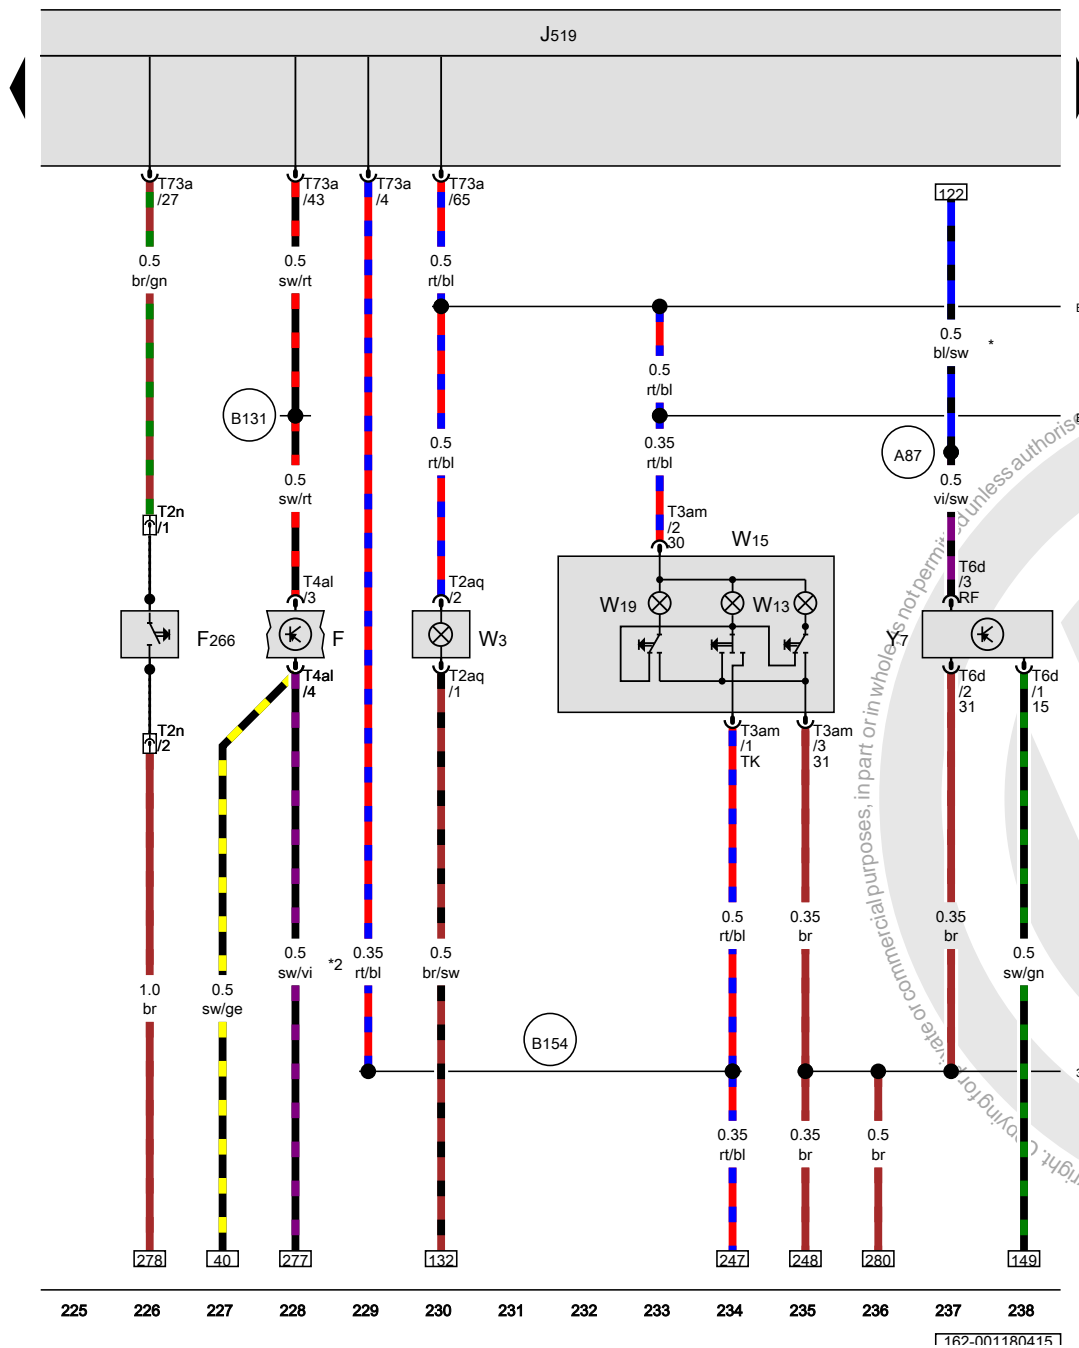 J519
T73a
/27
T73a
/43
T73a
/4
T73a
/65
122
0.5
br/gn
0.5
sw/rt
0.5
rt/bl
0.5
bl/sw
*
0.5
rt/bl
B131
0.5
rt/bl
0.35
rt/bl
A87
0.5
sw/rt
0.5
vi/sw
T2n
/1
T3am
/2
30
W15
T4al
/3
T2aq
/2
T6d
/3
RF
W19
W13
F266
F
W3
Y7
T4al
/4
T2aq
/1
T6d
/2
31
T6d
/1
15
T2n
/2
T3am
/1
TK
T3am
/3
31
0.5
rt/bl
0.35
br
0.35
br
0.5
sw/vi
*2
0.35
rt/bl
0.5
br/sw
0.5
sw/gn
1.0
br
0.5
sw/ge
B154
0.35
rt/bl
0.35
br
0.5
br
278
40
277
132
247
248
280
149
225 226 227 228 229 230 231 232 233 234 235 236 237 238
162-001180415